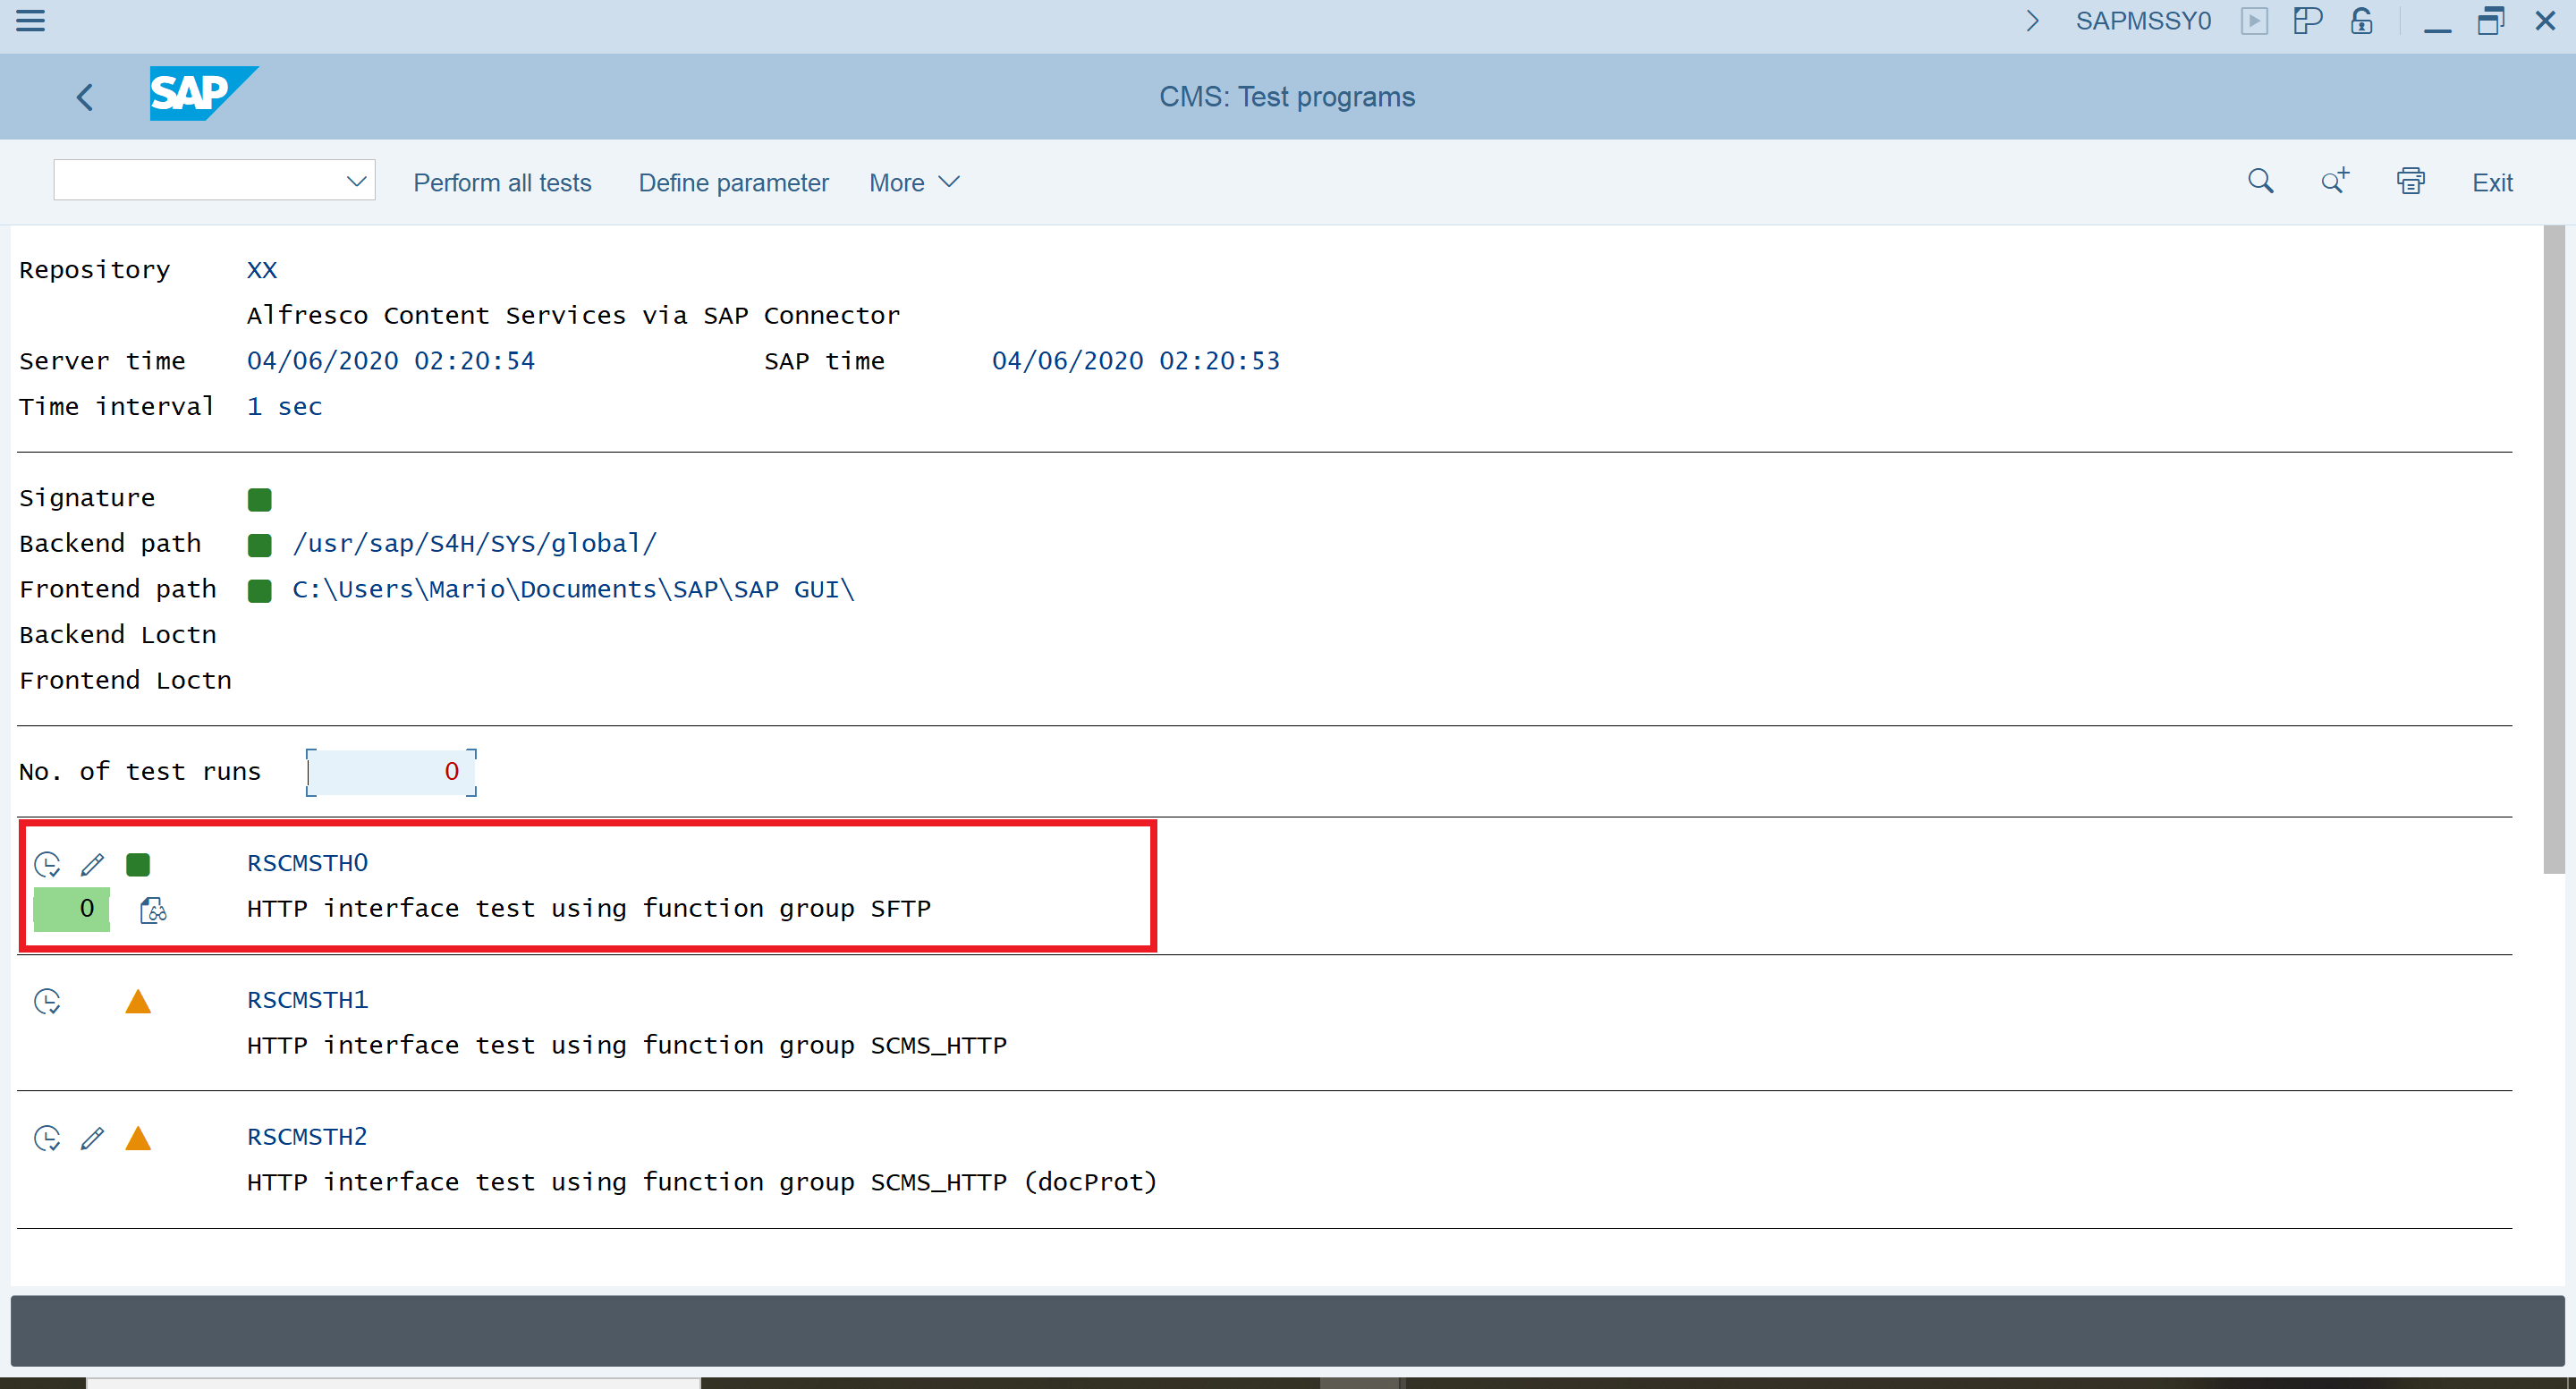 SAPMSSY0
SAP CMS: Test programs
Perform all tests Define parameter More Exit
Repository XX
Alfresco Content Services via SAP Connector
Server time 04/06/2020 02:20:54 SAP time 04/06/2020 02:20:53
Time interval 1 sec
Signature
Backend path /usr/sap/S4H/SYS/global/
Frontend path C:\Users\Mario\Documents\SAP\SAP GUI\
Backend Loctn
Frontend Loctn
No. of test runs 0
RSCMSTH0
0 HTTP interface test using function group SFTP
RSCMSTH1
HTTP interface test using function group SCMS_HTTP
RSCMSTH2
HTTP interface test using function group SCMS_HTTP (docProt)